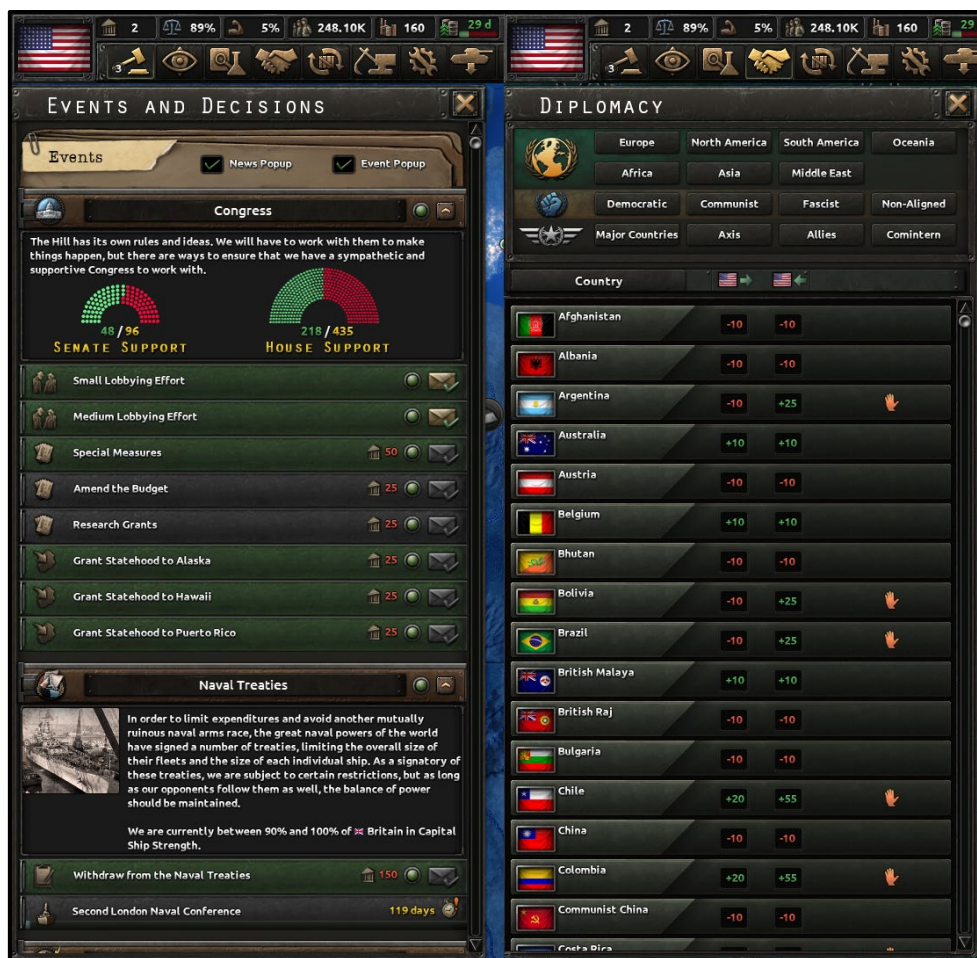 2 89% 5% 248.10K 160 29 d
3
EVENTS AND DECISIONS
Events
News Popup Event Popup
Congress
The Hill has its own rules and ideas. We will have to work with them to make
things happen, but there are ways to ensure that we have a sympathetic and
supportive Congress to work with.
48 / 96 218 / 435
SENATE SUPPORT HOUSE SUPPORT
Small Lobbying Effort
Medium Lobbying Effort
Special Measures 50
Amend the Budget 25
Research Grants 25
Grant Statehood to Alaska 25
Grant Statehood to Hawaii 25
Grant Statehood to Puerto Rico 25
Naval Treaties
In order to limit expenditures and avoid another mutually
ruinous naval arms race, the great naval powers of the world
have signed a number of treaties, limiting the overall size of
their fleets and the size of each individual ship. As a signatory of
these treaties, we are subject to certain restrictions, but as long
as our opponents follow them as well, the balance of power
should be maintained.
We are currently between 90% and 100% of Britain in Capital
Ship Strength.
Withdraw from the Naval Treaties 150
Second London Naval Conference 119 days
2 89% 5% 248.10K 160 29
3
DIPLOMACY
Europe North America South America Oceania
Africa Asia Middle East
Democratic Communist Fascist Non-Aligned
Major Countries Axis Allies Comintern
Country
Afghanistan -10 -10
Albania -10 -10
Argentina -10 +25
Australia +10 +10
Austria -10 -10
Belgium +10 +10
Bhutan -10 -10
Bolivia -10 +25
Brazil -10 +25
British Malaya +10 +10
British Raj -10 -10
Bulgaria -10 -10
Chile +20 +55
China -10 -10
Colombia +20 +55
Communist China -10 -10
Costa Rica